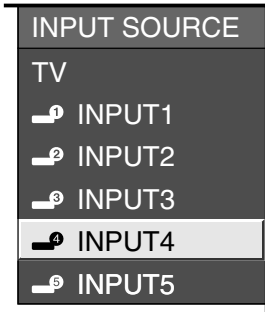 INPUT SOURCE
TV
1 INPUT1
2 INPUT2
3 INPUT3
4 INPUT4
5 INPUT5